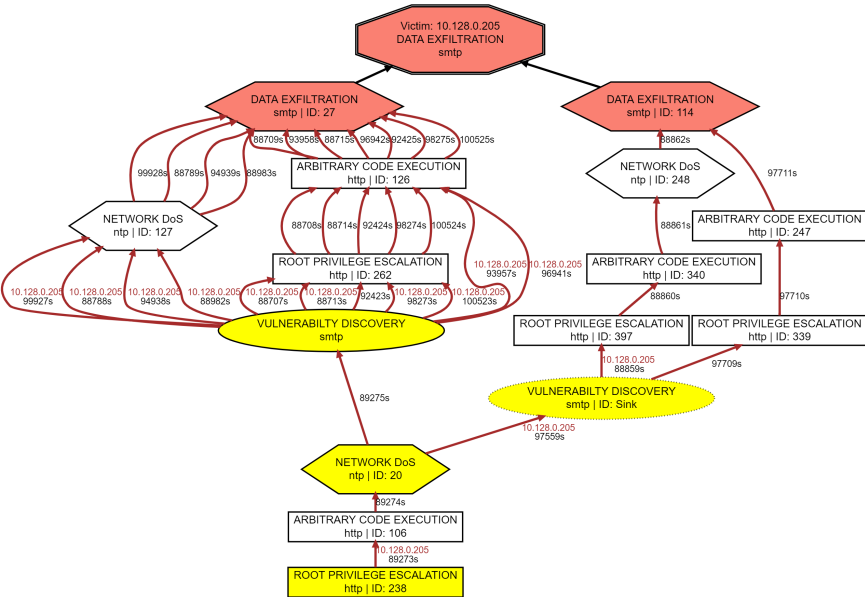 Victim: 10.128.0.205
DATA EXFILTRATION
smtp
DATA EXFILTRATION
smtp | ID: 27
DATA EXFILTRATION
smtp | ID: 114
88709s 93958s 88715s 96942s 92425s 98275s 100525s
88862s
99928s 88789s 94939s 88983s
ARBITRARY CODE EXECUTION
http | ID: 126
NETWORK DoS
ntp | ID: 248
97711s
NETWORK DoS
ntp | ID: 127
88708s 88714s 92424s 98274s 100524s
88861s
ARBITRARY CODE EXECUTION
http | ID: 247
ROOT PRIVILEGE ESCALATION
http | ID: 262
10.128.0.205
93957s
10.128.0.205
96941s
ARBITRARY CODE EXECUTION
http | ID: 340
10.128.0.205
99927s
10.128.0.205
88788s
10.128.0.205
94938s
10.128.0.205
88982s
10.128.0.205
88707s
10.128.0.205
88713s
92423s
10.128.0.205
98273s
10.128.0.205
100523s
88860s
97710s
VULNERABILTY DISCOVERY
smtp
ROOT PRIVILEGE ESCALATION
http | ID: 397
ROOT PRIVILEGE ESCALATION
http | ID: 339
10.128.0.205
88859s
97709s
89275s
VULNERABILTY DISCOVERY
smtp | ID: Sink
10.128.0.205
97559s
NETWORK DoS
ntp | ID: 20
89274s
ARBITRARY CODE EXECUTION
http | ID: 106
10.128.0.205
89273s
ROOT PRIVILEGE ESCALATION
http | ID: 238